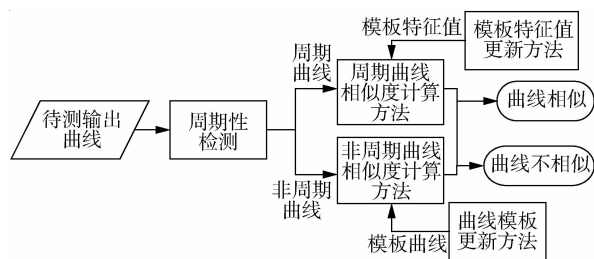 模板特征值
模板特征值
更新方法
周期
曲线
周期曲线
相似度计算
方法
曲线相似
待测输出
曲线
周期性
检测
非周期曲线
相似度计算
方法
曲线不相似
非周期
曲线
模板曲线
曲线模板
更新方法